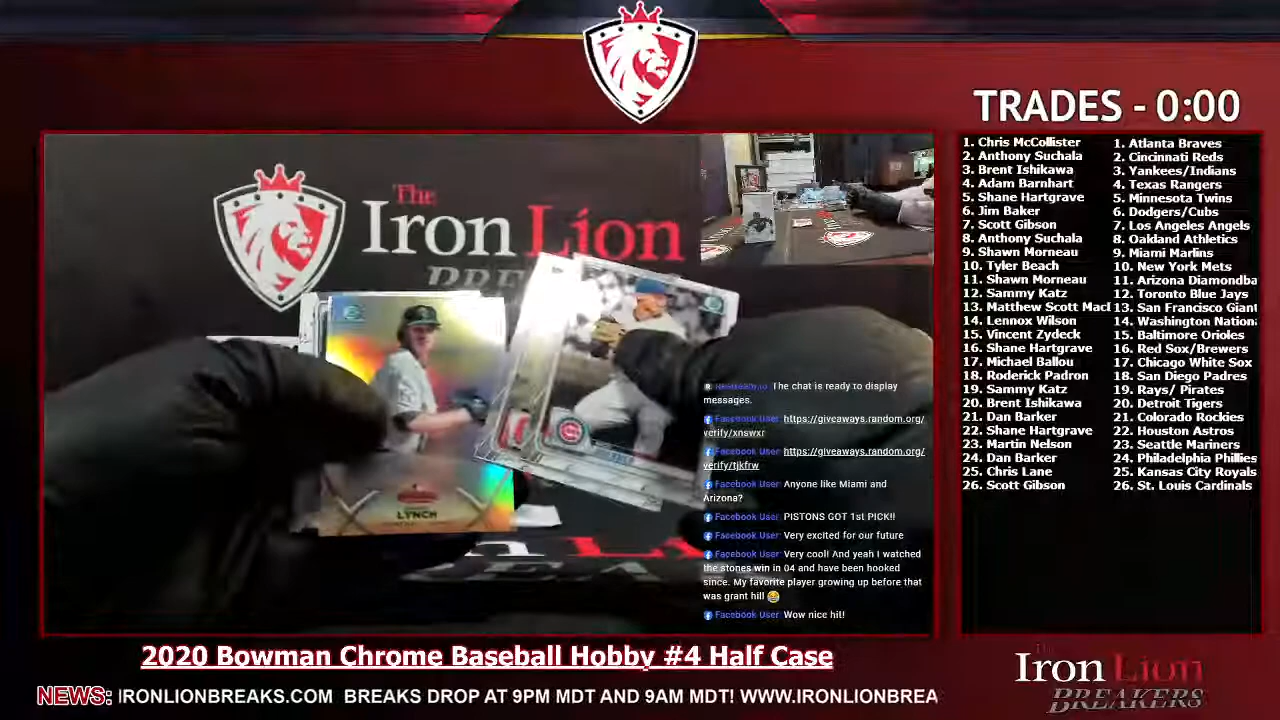 TRADES - 0:00
1. Chris McCollister
2. Anthony Suchala
3. Brent Ishikawa
4. Adam Barnhart
5. Shane Hartgrave
6. Jim Baker
7. Scott Gibson
8. Anthony Suchala
9. Shawn Morneau
10. Tyler Beach
11. Shawn Morneau
12. Sammy Katz
13. Matthew Scott Macl
14. Lennox Wilson
15. Vincent Zydeck
16. Shane Hartgrave
17. Michael Ballou
18. Roderick Padron
19. Sammy Katz
20. Brent Ishikawa
21. Dan Barker
22. Shane Hartgrave
23. Martin Nelson
24. Dan Barker
25. Chris Lane
26. Scott Gibson
1. Atlanta Braves
2. Cincinnati Reds
3. Yankees/Indians
4. Texas Rangers
5. Minnesota Twins
6. Dodgers/Cubs
7. Los Angeles Angels
8. Oakland Athletics
9. Miami Marlins
10. New York Mets
11. Arizona Diamondba
12. Toronto Blue Jays
13. San Francisco Giant
14. Washington Nation
15. Baltimore Orioles
16. Red Sox/Brewers
17. Chicago White Sox
18. San Diego Padres
19. Rays/ Pirates
20. Detroit Tigers
21. Colorado Rockies
22. Houston Astros
23. Seattle Mariners
24. Philadelphia Phillies
25. Kansas City Royals
26. St. Louis Cardinals
The
Iron Lion
BREAKERS
LYNCH
The chat is ready to display
messages.
Facebook User: https://giveaways.random.org/
verify/xnswxr
Facebook User: https://giveaways.random.org/
verify/tjkfrw
Facebook User: Anyone like Miami and
Arizona?
Facebook User: PISTONS GOT 1st PICK!!
Facebook User: Very excited for our future
Facebook User: Very cool! And yeah I watched
the stones win in 04 and have been hooked
since. My favorite player growing up before that
was grant hill 😂
Facebook User: Wow nice hit!
2020 Bowman Chrome Baseball Hobby #4 Half Case
NEWS: IRONLIONBREAKS.COM BREAKS DROP AT 9PM MDT AND 9AM MDT! WWW.IRONLIONBREA
The
Iron Lion
BREAKERS